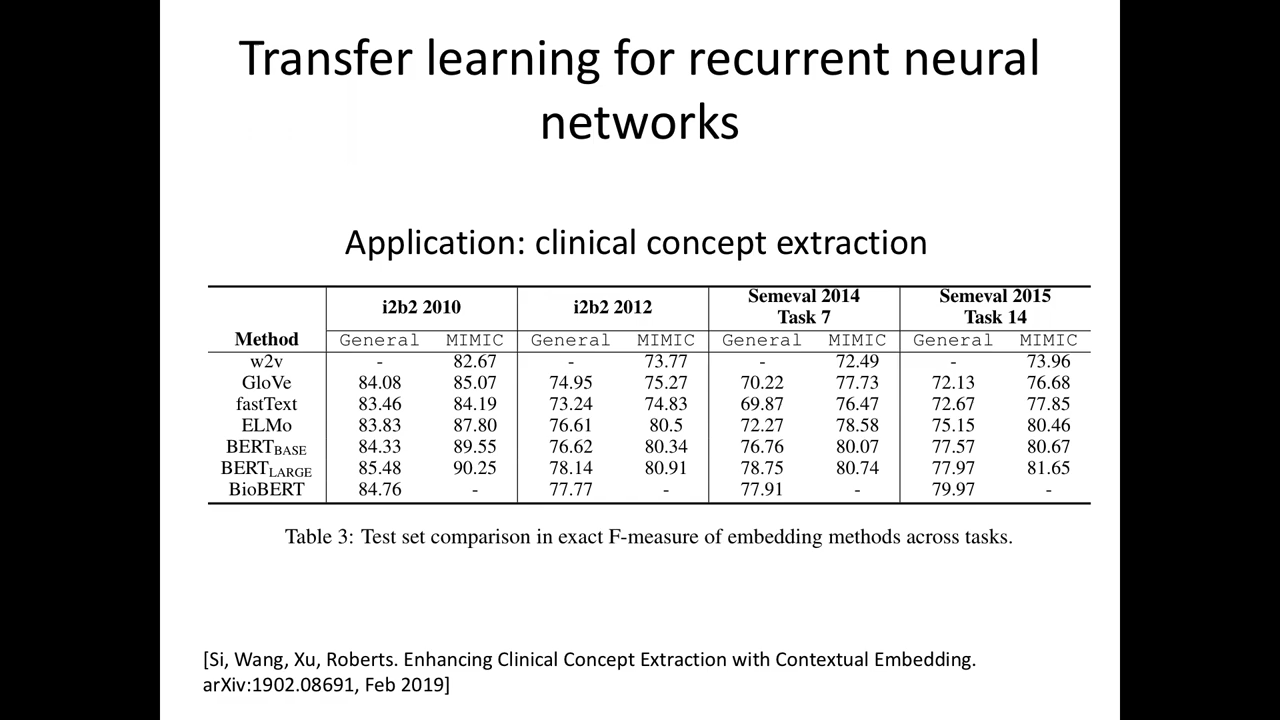 Transfer learning for recurrent neural
networks
Application: clinical concept extraction
i2b2 2010 i2b2 2012 Semeval 2014 Task 7 Semeval 2015 Task 14
Method General MIMIC General MIMIC General MIMIC General MIMIC
w2v - 82.67 - 73.77 - 72.49 - 73.96
GloVe 84.08 85.07 74.95 75.27 70.22 77.73 72.13 76.68
fastText 83.46 84.19 73.24 74.83 69.87 76.47 72.67 77.85
ELMo 83.83 87.80 76.61 80.5 72.27 78.58 75.15 80.46
BERTBASE 84.33 89.55 76.62 80.34 76.76 80.07 77.57 80.67
BERTLARGE 85.48 90.25 78.14 80.91 78.75 80.74 77.97 81.65
BioBERT 84.76 - 77.77 - 77.91 - 79.97 -
Table 3: Test set comparison in exact F-measure of embedding methods across tasks.
[Si, Wang, Xu, Roberts. Enhancing Clinical Concept Extraction with Contextual Embedding.
arXiv:1902.08691, Feb 2019]